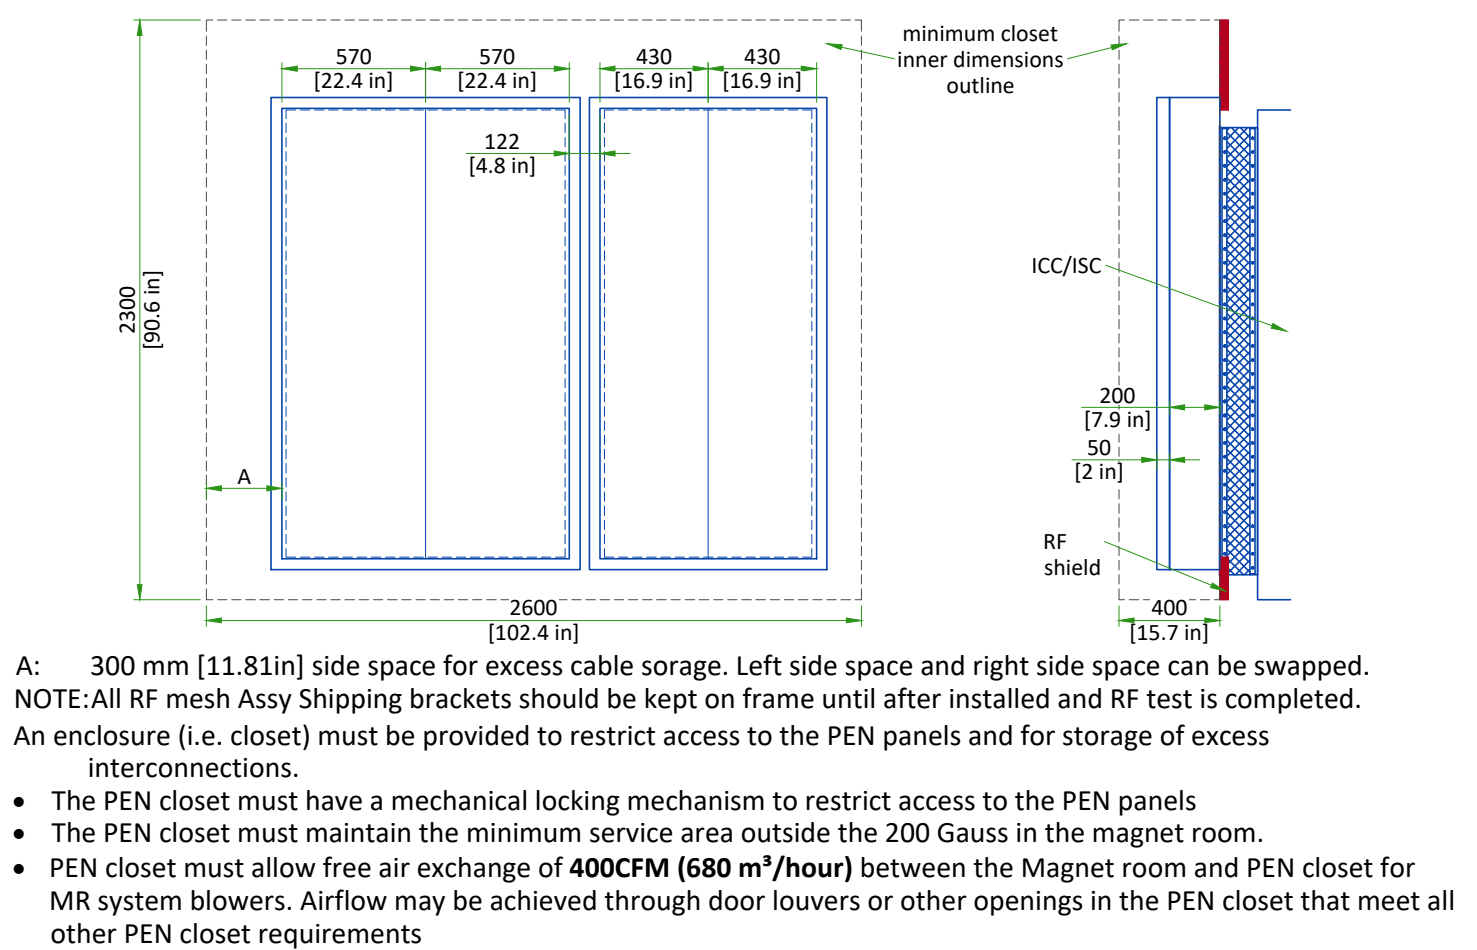 minimum closet
inner dimensions
outline
570
[22.4 in]
570
[22.4 in]
430
[16.9 in]
430
[16.9 in]
122
[4.8 in]
2300
[90.6 in]
A
2600
[102.4 in]
ICC/ISC
200
[7.9 in]
50
[2 in]
RF
shield
400
[15.7 in]
A: 300 mm [11.81in] side space for excess cable sorage. Left side space and right side space can be swapped.
NOTE:All RF mesh Assy Shipping brackets should be kept on frame until after installed and RF test is completed.
An enclosure (i.e. closet) must be provided to restrict access to the PEN panels and for storage of excess
interconnections.
• The PEN closet must have a mechanical locking mechanism to restrict access to the PEN panels
• The PEN closet must maintain the minimum service area outside the 200 Gauss in the magnet room.
• PEN closet must allow free air exchange of 400CFM (680 m³/hour) between the Magnet room and PEN closet for
MR system blowers. Airflow may be achieved through door louvers or other openings in the PEN closet that meet all
other PEN closet requirements